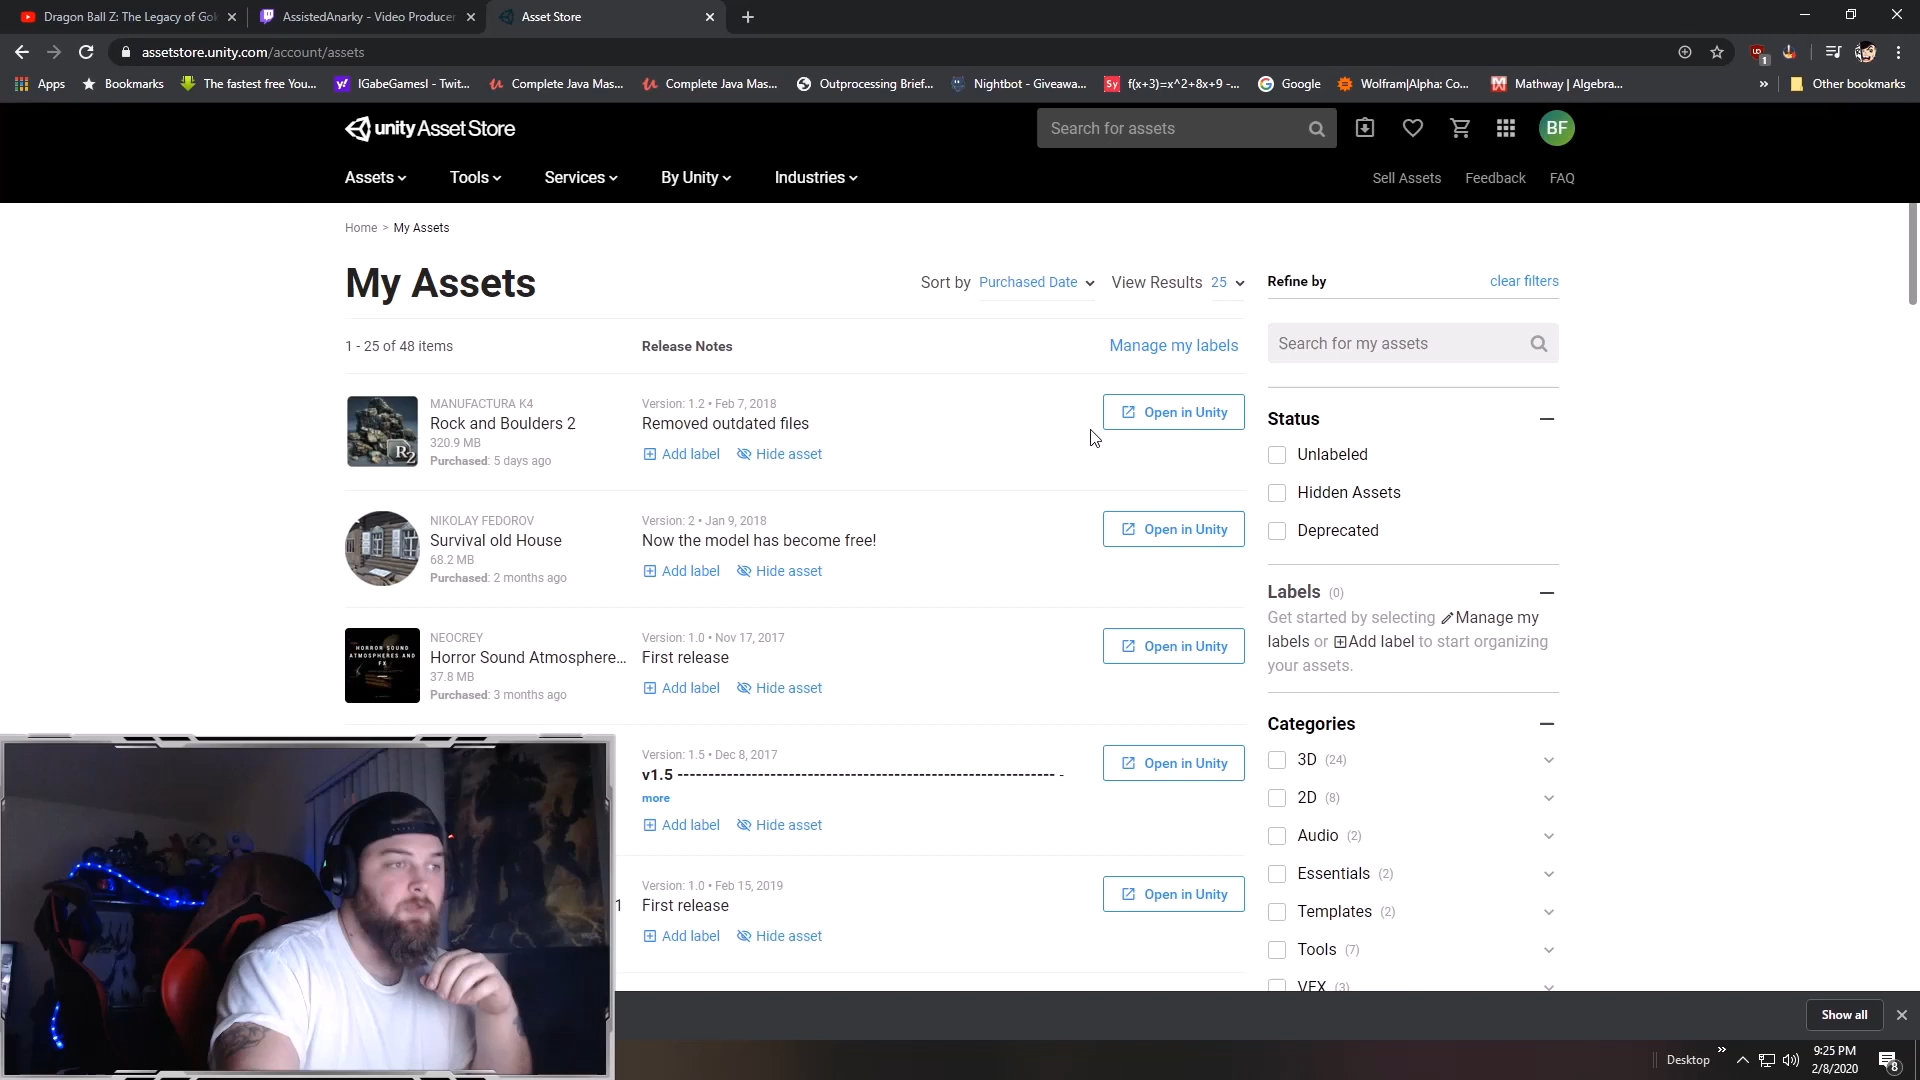 Dragon Ball Z: The Legacy of Gok
AssistedAnarky - Video Producer
Asset Store
assetstore.unity.com/account/assets
Apps
Bookmarks
The fastest free You...
IGabeGamesI - Twit...
Complete Java Mas...
Complete Java Mas...
Outprocessing Brief...
Nightbot - Giveawa...
f(x+3)=x^2+8x+9 -...
Google
Wolfram|Alpha: Co...
Mathway | Algebra...
»
Other bookmarks
unity Asset Store
Search for assets
BF
Assets
Tools
Services
By Unity
Industries
Sell Assets
Feedback
FAQ
Home > My Assets
My Assets
Sort by Purchased Date
View Results 25
Refine by
clear filters
Search for my assets
1 - 25 of 48 items
Release Notes
Manage my labels
MANUFACTURA K4
Rock and Boulders 2
320.9 MB
Purchased: 5 days ago
R2
Version: 1.2 • Feb 7, 2018
Removed outdated files
Add label
Hide asset
Open in Unity
NIKOLAY FEDOROV
Survival old House
68.2 MB
Purchased: 2 months ago
Version: 2 • Jan 9, 2018
Now the model has become free!
Add label
Hide asset
Open in Unity
HORROR SOUND
ATMOSPHERES AND
FX
NEOCREY
Horror Sound Atmosphere...
37.8 MB
Purchased: 3 months ago
Version: 1.0 • Nov 17, 2017
First release
Add label
Hide asset
Open in Unity
Version: 1.5 • Dec 8, 2017
v1.5 ------------------------------------------------------------- -
more
Add label
Hide asset
Open in Unity
1
Version: 1.0 • Feb 15, 2019
First release
Add label
Hide asset
Open in Unity
Status
Unlabeled
Hidden Assets
Deprecated
Labels (0)
Get started by selecting Manage my
labels or Add label to start organizing
your assets.
Categories
3D (24)
2D (8)
Audio (2)
Essentials (2)
Templates (2)
Tools (7)
VFX (3)
Show all
Desktop
»
9:25 PM
2/8/2020
8